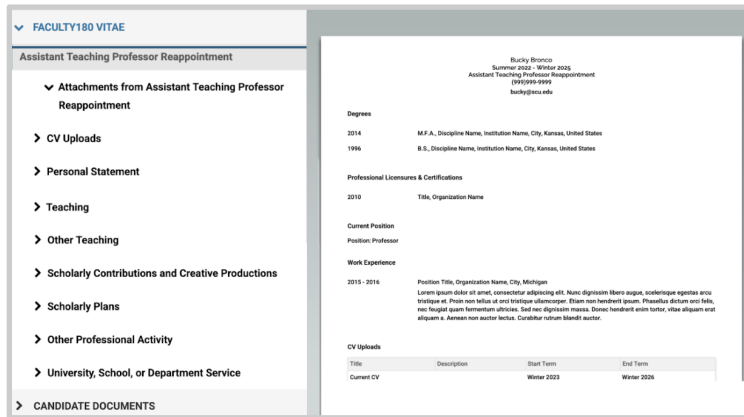 FACULTY180 VITAE
Assistant Teaching Professor Reappointment
Attachments from Assistant Teaching Professor
Reappointment
CV Uploads
Personal Statement
Teaching
Other Teaching
Scholarly Contributions and Creative Productions
Scholarly Plans
Other Professional Activity
University, School, or Department Service
CANDIDATE DOCUMENTS
Bucky Bronco
Summer 2022 - Winter 2025
Assistant Teaching Professor Reappointment
(999)999-9999
bucky@scu.edu
Degrees
2014 M.F.A., Discipline Name, Institution Name, City, Kansas, United States
1996 B.S., Discipline Name, Institution Name, City, Kansas, United States
Professional Licensures & Certifications
2010 Title, Organization Name
Current Position
Position: Professor
Work Experience
2015 - 2016 Position Title, Organization Name, City, Michigan
Lorem ipsum dolor sit amet, consectetur adipiscing elit. Nunc dignissim libero augue, scelerisque egestas arcu
tristique et. Proin non tellus ut orci tristique ullamcorper. Etiam non hendrerit ipsum. Phasellus dictum orci felis,
nec feugiat quam fermentum ultricies. Sed nec dignissim massa. Donec hendrerit enim tortor, vitae aliquam erat
aliquam a. Aenean non auctor lectus. Curabitur rutrum blandit auctor.
CV Uploads
Title Description Start Term End Term
Current CV Winter 2023 Winter 2026